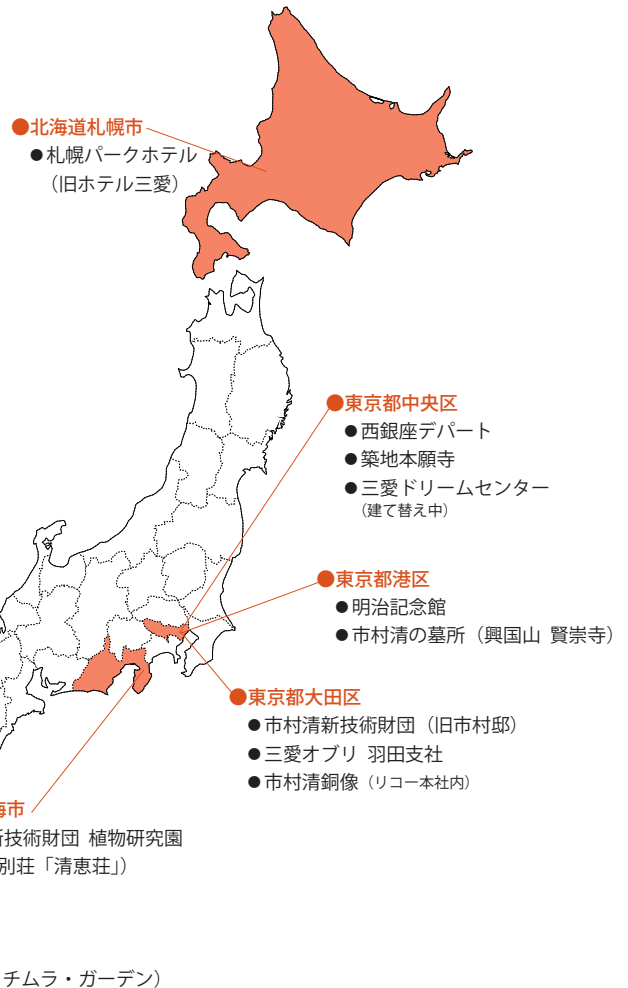 ●北海道札幌市
●札幌パークホテル
（旧ホテル三愛）
●東京都中央区
●西銀座デパート
●築地本願寺
●三愛ドリームセンター
（建て替え中）
●東京都港区
●明治記念館
●市村清の墓所（興国山 賢崇寺）
●東京都大田区
●市村清新技術財団（旧市村邸）
●三愛オブリ 羽田支社
●市村清銅像（リコー本社内）
海市
新技術財団 植物研究園
別荘「清恵荘」）
チムラ・ガーデン）